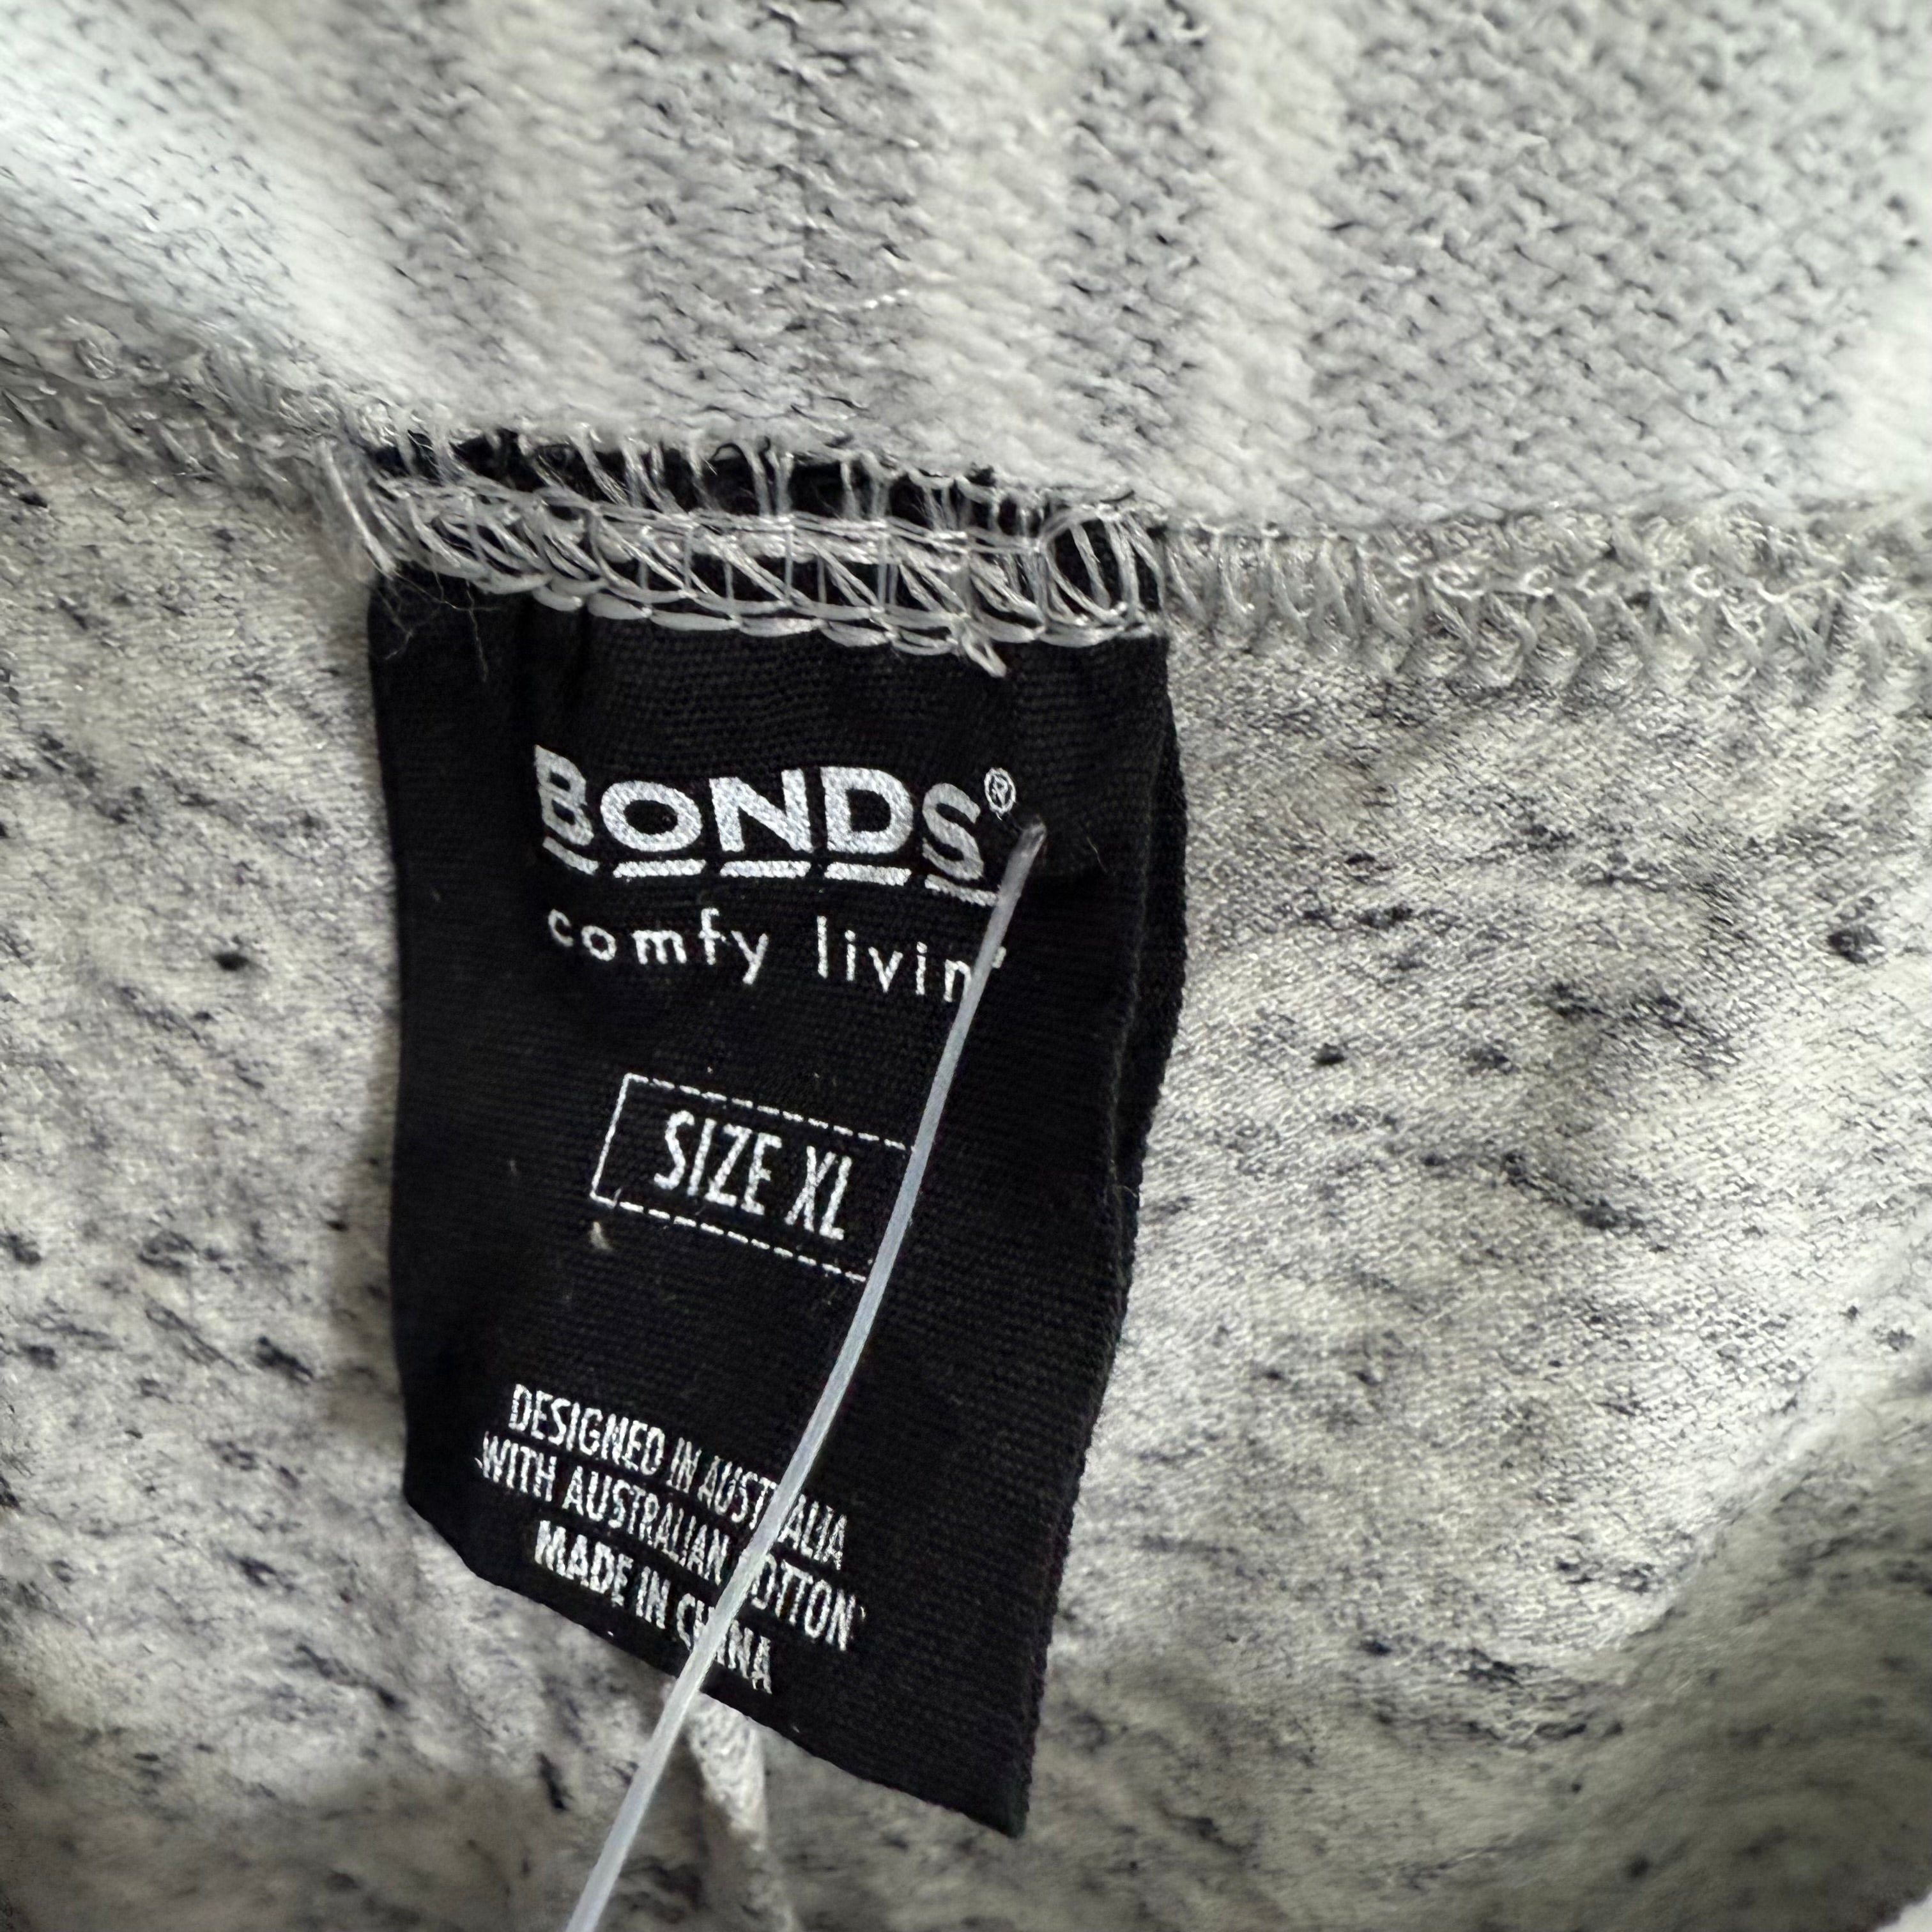 BONDS®
comfy livin'
SIZE XL
DESIGNED IN AUSTRALIA
WITH AUSTRALIAN COTTON
MADE IN CHINA